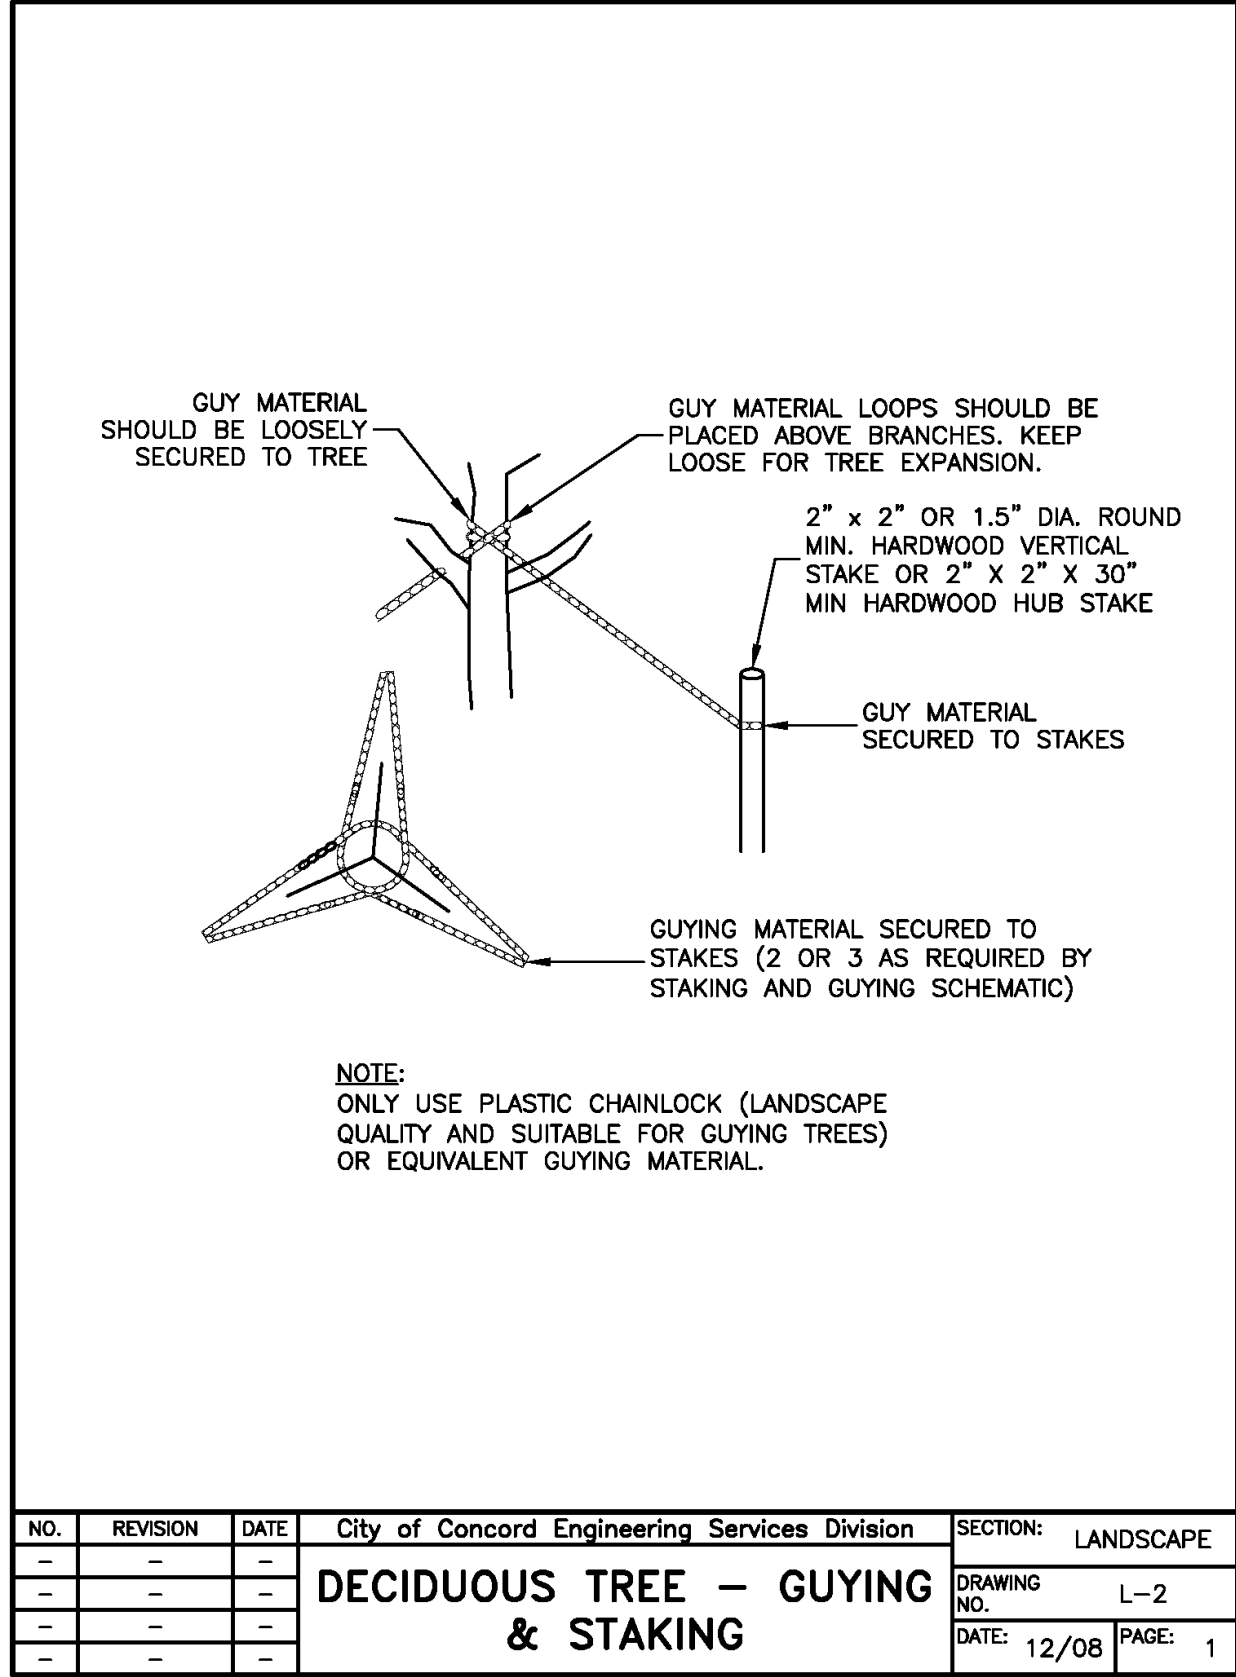 GUY MATERIAL
SHOULD BE LOOSELY
SECURED TO TREE
GUY MATERIAL LOOPS SHOULD BE
PLACED ABOVE BRANCHES. KEEP
LOOSE FOR TREE EXPANSION.
2" x 2" OR 1.5" DIA. ROUND
MIN. HARDWOOD VERTICAL
STAKE OR 2" X 2" X 30"
MIN HARDWOOD HUB STAKE
GUY MATERIAL
SECURED TO STAKES
GUYING MATERIAL SECURED TO
STAKES (2 OR 3 AS REQUIRED BY
STAKING AND GUYING SCHEMATIC)
NOTE:
ONLY USE PLASTIC CHAINLOCK (LANDSCAPE
QUALITY AND SUITABLE FOR GUYING TREES)
OR EQUIVALENT GUYING MATERIAL.
NO. REVISION DATE
- - -
- - -
- - -
- - -
City of Concord Engineering Services Division
DECIDUOUS TREE - GUYING
& STAKING
SECTION: LANDSCAPE
DRAWING
NO. L-2
DATE: 12/08 PAGE: 1